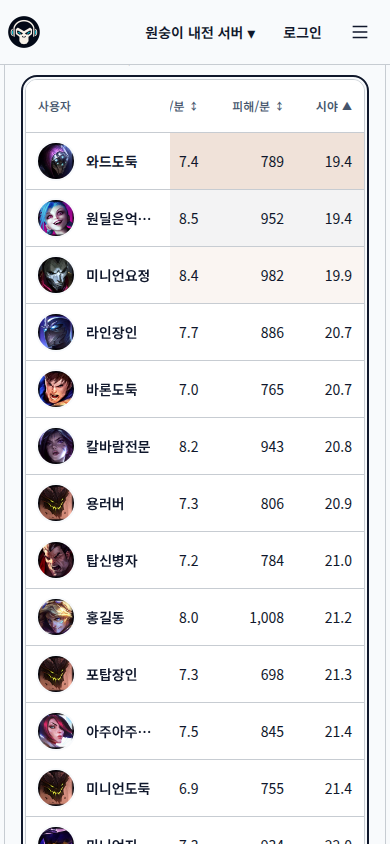 원숭이 내전 서버 ▾ 로그인
사용자 /분 ↕ 피해/분 ↕ 시야 ▲
와드도둑 7.4 789 19.4
원딜은억… 8.5 952 19.4
미니언요정 8.4 982 19.9
라인장인 7.7 886 20.7
바론도둑 7.0 765 20.7
칼바람전문 8.2 943 20.8
용러버 7.3 806 20.9
탑신병자 7.2 784 21.0
홍길동 8.0 1,008 21.2
포탑장인 7.3 698 21.3
아주아주… 7.5 845 21.4
미니언도둑 6.9 755 21.4